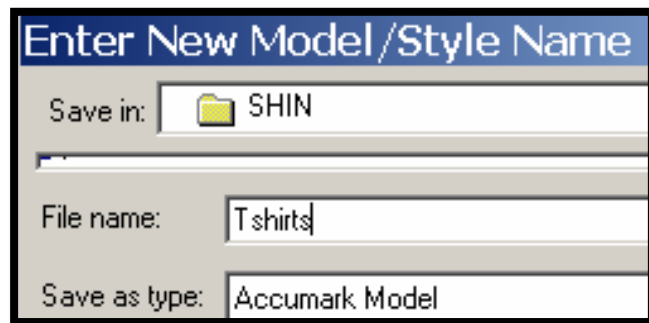 Enter New Model/Style Name
Save in: SHIN
File name: Tshirts
Save as type: Accumark Model